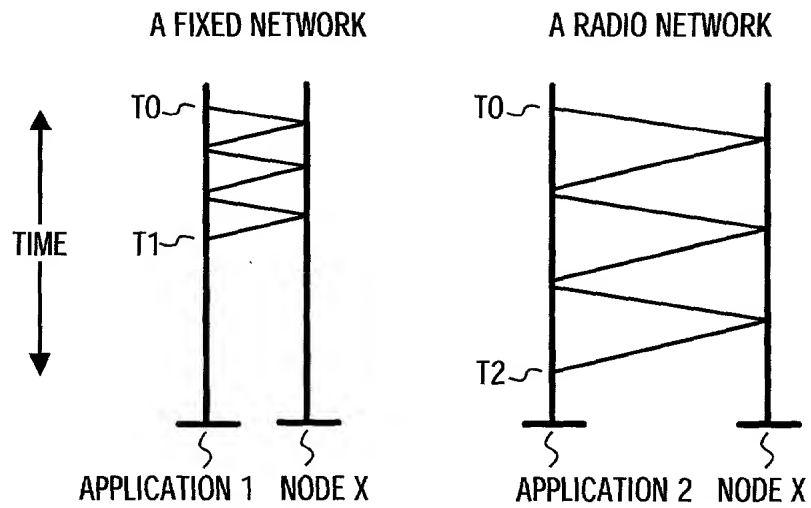 A FIXED NETWORK
A RADIO NETWORK
T0
T0
TIME
T1
T2
APPLICATION 1 NODE X
APPLICATION 2 NODE X